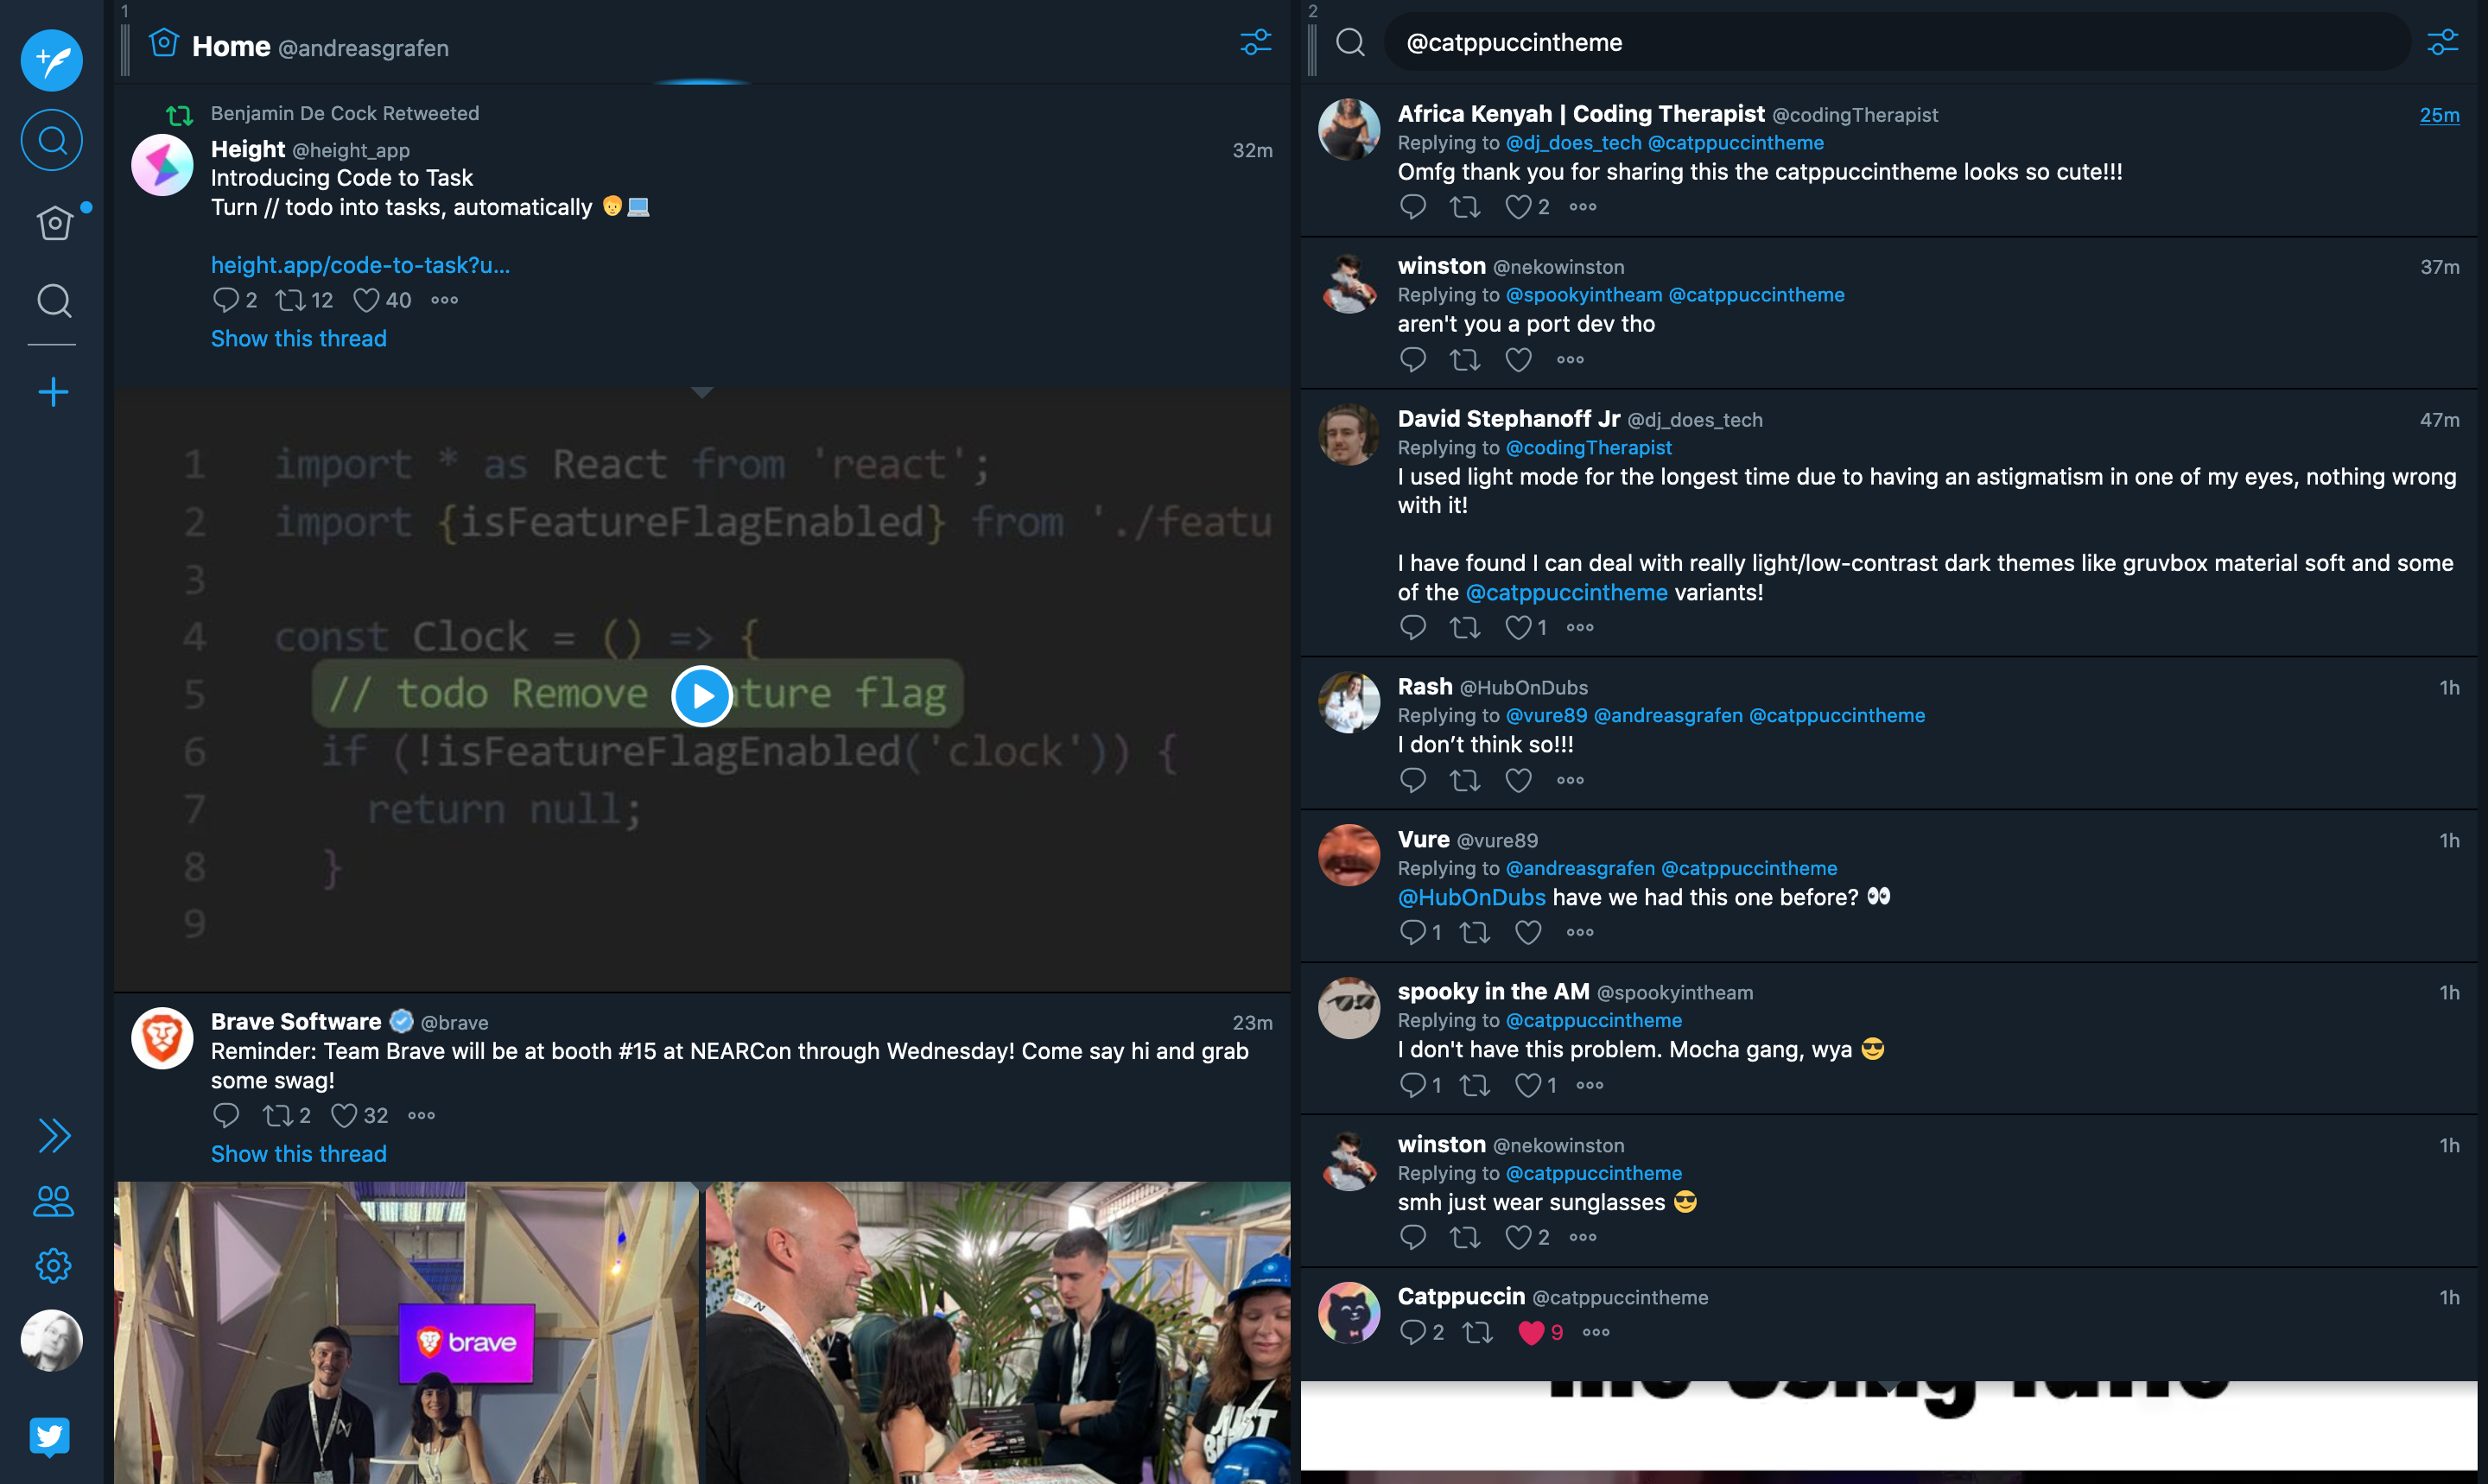 1
Home @andreasgrafen
Benjamin De Cock Retweeted
Height @height_app 32m
Introducing Code to Task
Turn // todo into tasks, automatically 🧑‍💻
height.app/code-to-task?u...
2 12 40
Show this thread
1 import * as React from 'react';
2 import {isFeatureFlagEnabled} from './featu
3
4 const Clock = () => {
5 // todo Remove ture flag
6 if (!isFeatureFlagEnabled('clock')) {
7 return null;
8 }
9
Brave Software @brave 23m
Reminder: Team Brave will be at booth #15 at NEARCon through Wednesday! Come say hi and grab
some swag!
2 32
Show this thread
brave
N
JUST
2
@catppuccintheme
Africa Kenyah | Coding Therapist @codingTherapist 25m
Replying to @dj_does_tech @catppuccintheme
Omfg thank you for sharing this the catppuccintheme looks so cute!!!
2
winston @nekowinston 37m
Replying to @spookyintheam @catppuccintheme
aren't you a port dev tho
David Stephanoff Jr @dj_does_tech 47m
Replying to @codingTherapist
I used light mode for the longest time due to having an astigmatism in one of my eyes, nothing wrong
with it!
I have found I can deal with really light/low-contrast dark themes like gruvbox material soft and some
of the @catppuccintheme variants!
1
Rash @HubOnDubs 1h
Replying to @vure89 @andreasgrafen @catppuccintheme
I don’t think so!!!
Vure @vure89 1h
Replying to @andreasgrafen @catppuccintheme
@HubOnDubs have we had this one before? 👀
1
spooky in the AM @spookyintheam 1h
Replying to @catppuccintheme
I don't have this problem. Mocha gang, wya 😎
1 1
winston @nekowinston 1h
Replying to @catppuccintheme
smh just wear sunglasses 😎
2
Catppuccin @catppuccintheme 1h
2 9